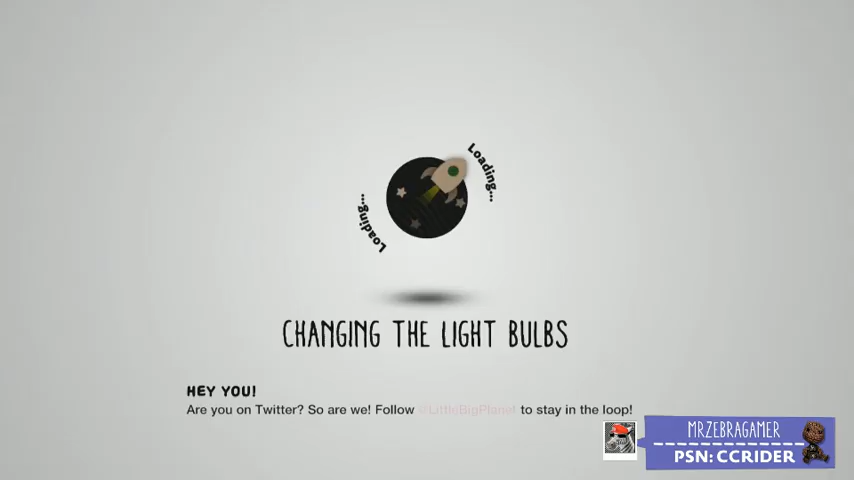 Loading...
Loading...
CHANGING THE LIGHT BULBS
HEY YOU!
Are you on Twitter? So are we! Follow @LittleBigPlanet to stay in the loop!
MRZEBRAGAMER
PSN: CCRIDER